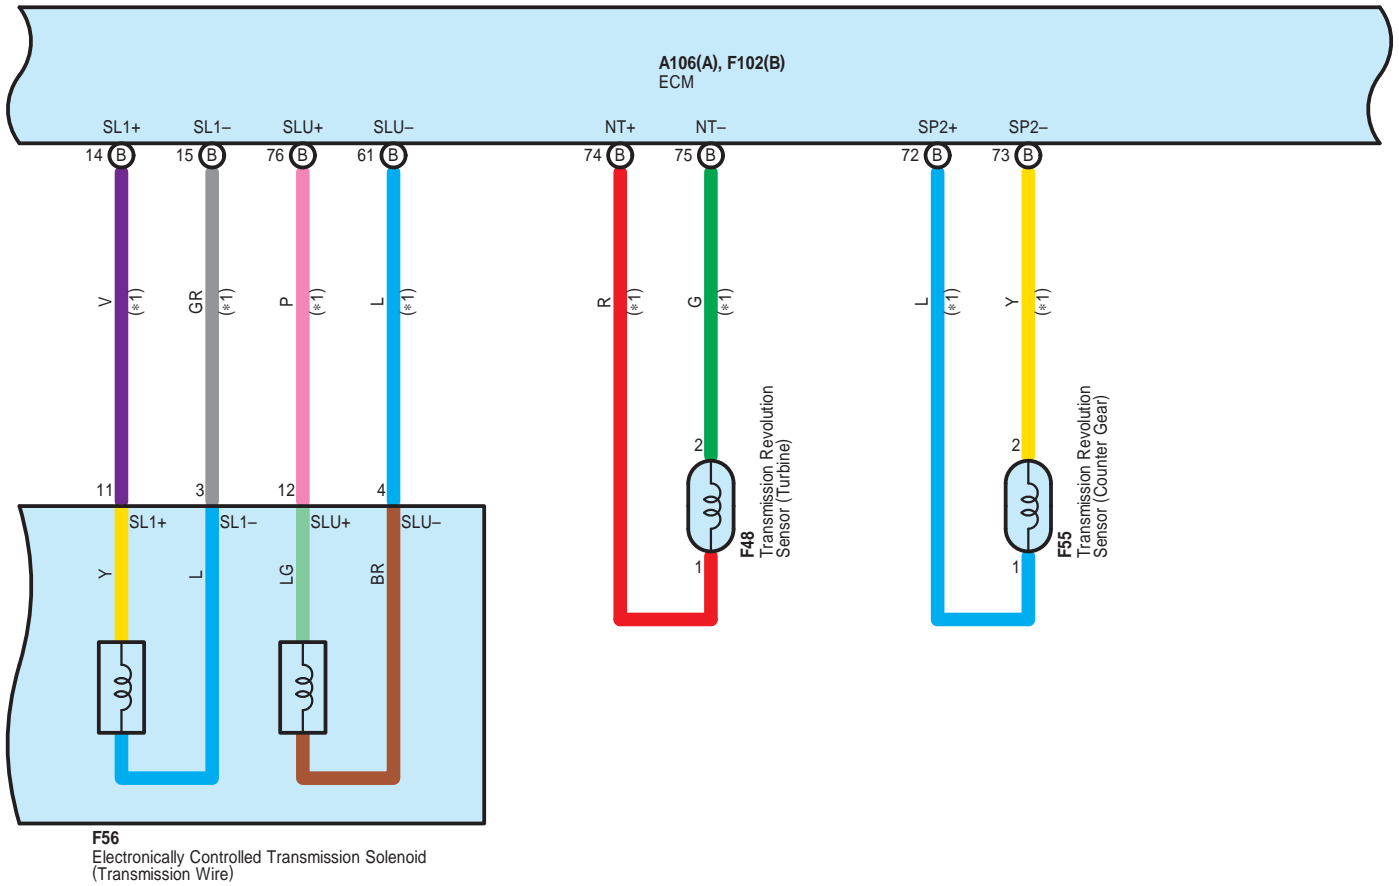 A106(A), F102(B)
ECM
SL1+ SL1– SLU+ SLU– NT+ NT– SP2+ SP2–
14 B 15 B 76 B 61 B 74 B 75 B 72 B 73 B
V (*1) GR (*1) P (*1) L (*1) R (*1) G (*1) L (*1) Y (*1)
2 2
F48
Transmission Revolution
Sensor (Turbine)
F55
Transmission Revolution
Sensor (Counter Gear)
1 1
11 3 12 4
SL1+ SL1– SLU+ SLU–
Y L LG BR
F56
Electronically Controlled Transmission Solenoid
(Transmission Wire)